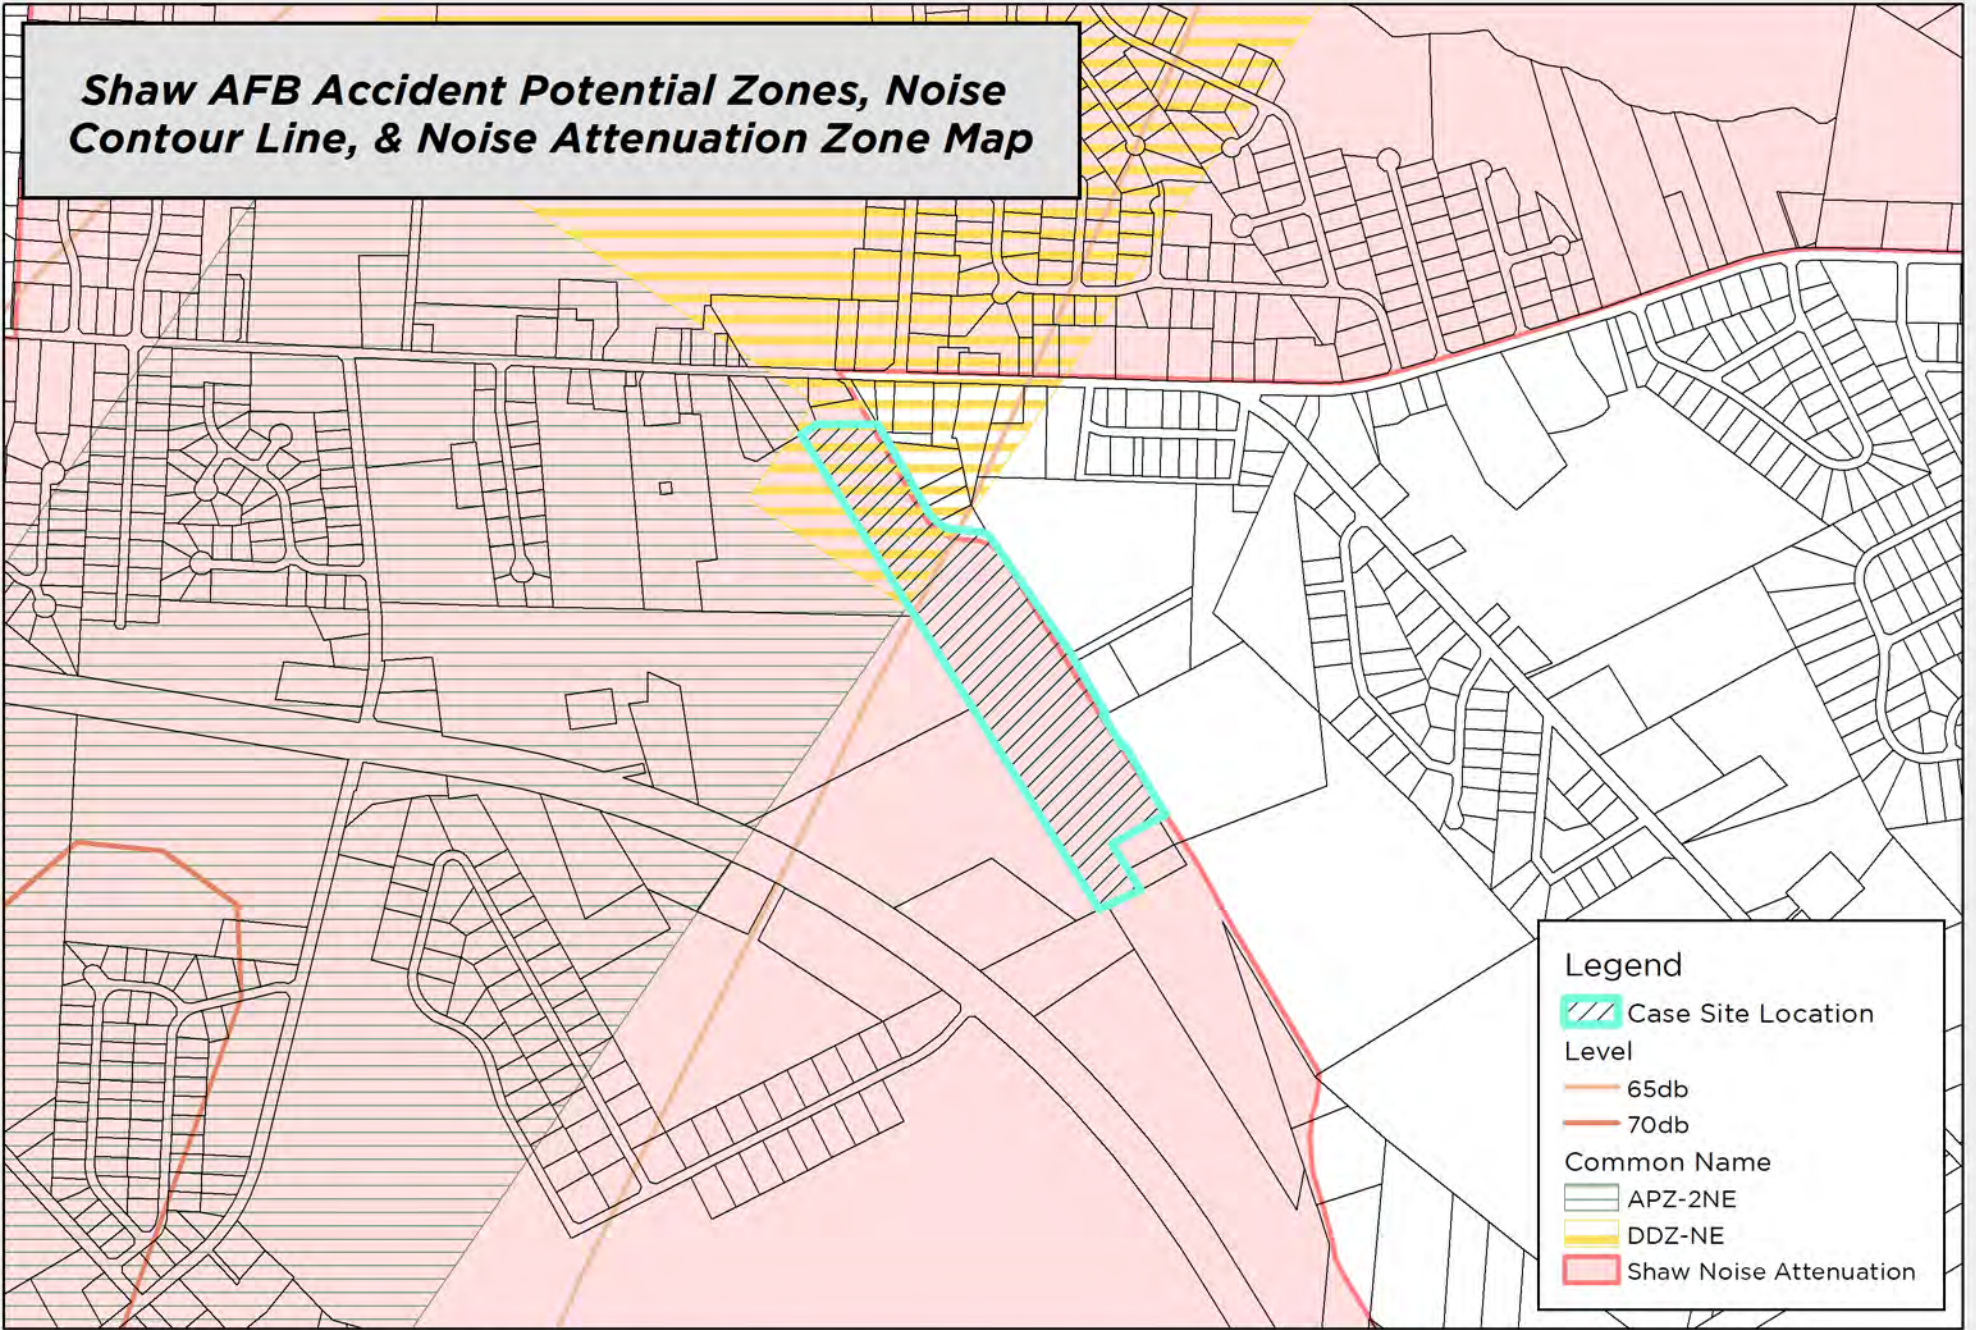 Shaw AFB Accident Potential Zones, Noise
Contour Line, & Noise Attenuation Zone Map
Legend
Case Site Location
Level
65db
70db
Common Name
APZ-2NE
DDZ-NE
Shaw Noise Attenuation